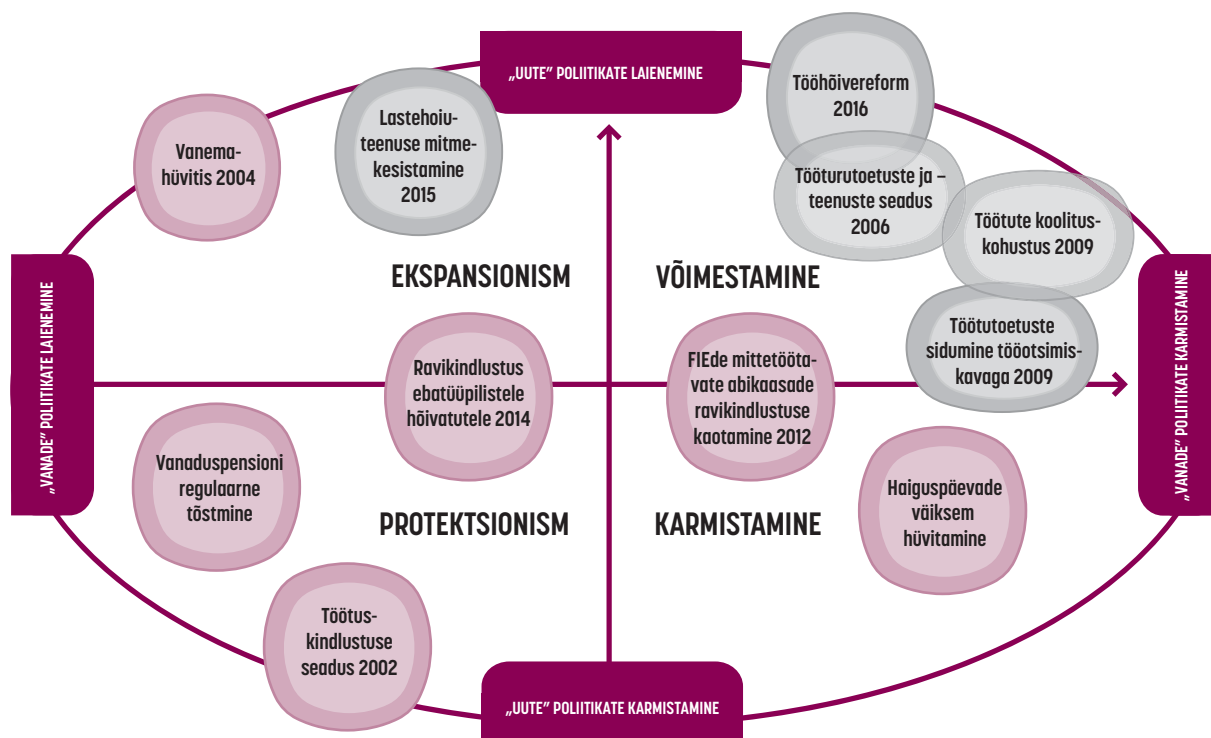 „UUTE” POLIITIKATE LAIENEMINE
Tööhõivereform
2016
Lastehoiu-
teenuse mitme-
kesistamine
2015
Vanema-
hüvitis 2004
Tööturutoetuste ja –
teenuste seadus
2006
Töötute koolitus-
kohustus 2009
EKSPANSIONISM
VÕIMESTAMINE
„VANADE” POLIITIKATE LAIENEMINE
„VANADE” POLIITIKATE KARMISTAMINE
Töötutoetuste
sidumine tööotsimis-
kavaga 2009
Ravikindlustus
ebatüüpilistele
hõivatutele 2014
FIEde mittetööta-
vate abikaasade
ravikindlustuse
kaotamine 2012
Vanaduspensioni
regulaarne
tõstmine
Haiguspäevade
väiksem
hüvitamine
PROTEKTSIONISM
KARMISTAMINE
Töötus-
kindlustuse
seadus 2002
„UUTE” POLIITIKATE KARMISTAMINE